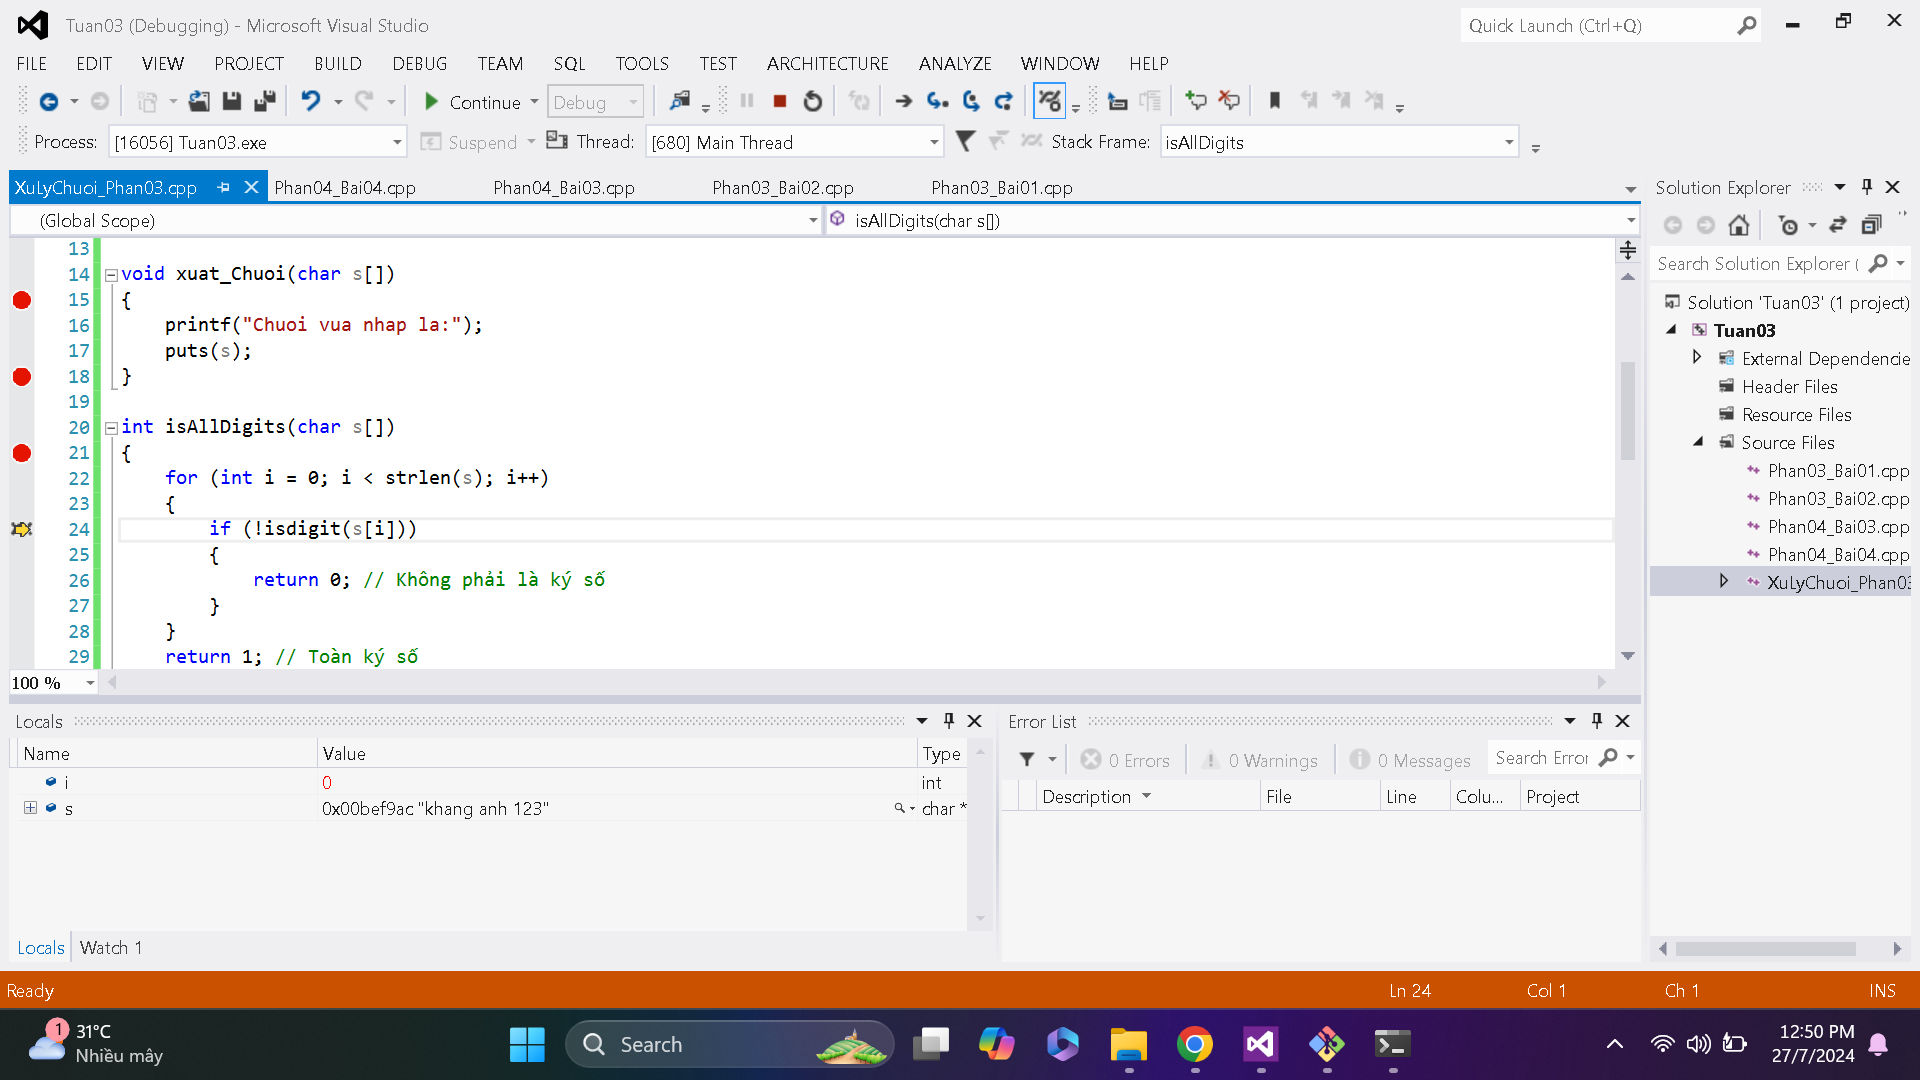 Tuan03 (Debugging) - Microsoft Visual Studio
Quick Launch (Ctrl+Q)
FILE EDIT VIEW PROJECT BUILD DEBUG TEAM SQL TOOLS TEST ARCHITECTURE ANALYZE WINDOW HELP
Continue Debug
Process: [16056] Tuan03.exe Suspend Thread: [680] Main Thread Stack Frame: isAllDigits
XuLyChuoi_Phan03.cpp Phan04_Bai04.cpp Phan04_Bai03.cpp Phan03_Bai02.cpp Phan03_Bai01.cpp
(Global Scope) isAllDigits(char s[])
13
14 void xuat_Chuoi(char s[])
15 {
16 printf("Chuoi vua nhap la:");
17 puts(s);
18 }
19
20 int isAllDigits(char s[])
21 {
22 for (int i = 0; i < strlen(s); i++)
23 {
24 if (!isdigit(s[i]))
25 {
26 return 0; // Không phải là ký số
27 }
28 }
29 return 1; // Toàn ký số
100 %
Solution Explorer
Search Solution Explorer (
Solution 'Tuan03' (1 project)
Tuan03
External Dependencie
Header Files
Resource Files
Source Files
Phan03_Bai01.cpp
Phan03_Bai02.cpp
Phan04_Bai03.cpp
Phan04_Bai04.cpp
XuLyChuoi_Phan03
Locals
Name Value Type
i 0 int
s 0x00bef9ac "khang anh 123" char *
Locals Watch 1
Error List
0 Errors 0 Warnings 0 Messages Search Error
Description File Line Colu... Project
Ready Ln 24 Col 1 Ch 1 INS
1
31°C
Nhiều mây
Search
12:50 PM
27/7/2024